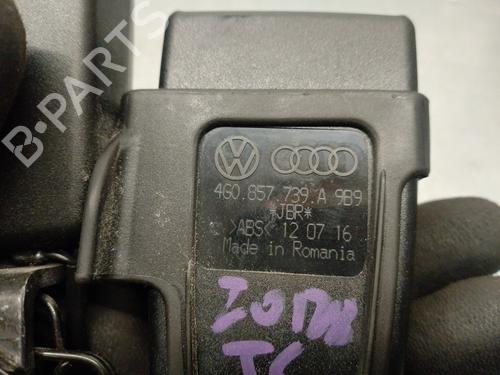 B-PARTS
4G0.857 739 A 9B9
*JBR*
>ABS< 12 07 16
Made in Romania